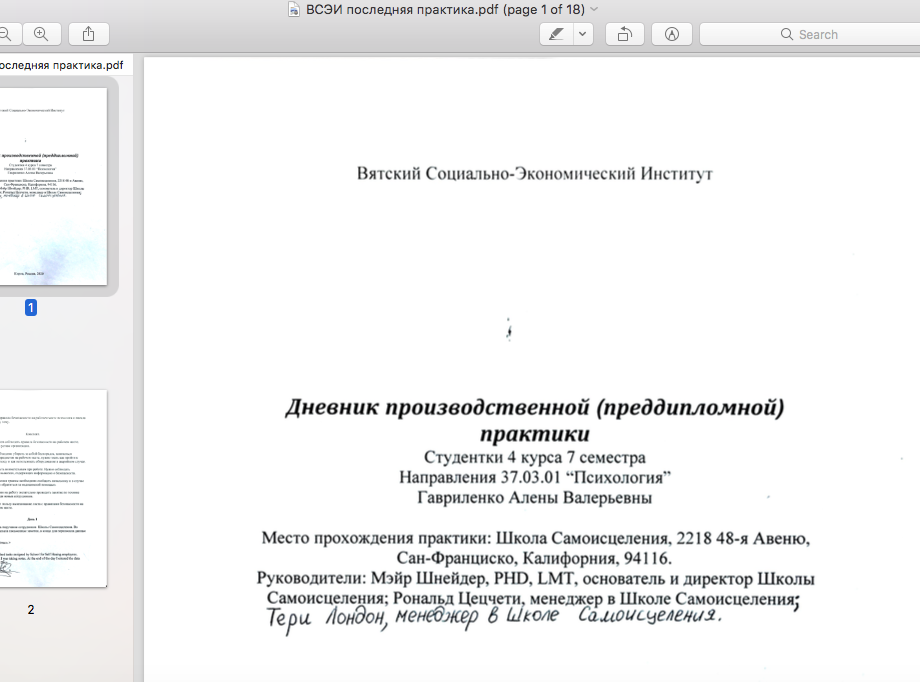 ВСЭИ последняя практика.pdf (page 1 of 18)
Search
оследняя практика.pdf
1
2
Вятский Социально-Экономический Институт
Дневник производственной (преддипломной)
практики
Студентки 4 курса 7 семестра
Направления 37.03.01 “Психология”
Гавриленко Алены Валерьевны
Место прохождения практики: Школа Самоисцеления, 2218 48-я Авеню,
Сан-Франциско, Калифорния, 94116.
Руководители: Мэйр Шнейдер, PHD, LMT, основатель и директор Школы
Самоисцеления; Рональд Цецчети, менеджер в Школе Самоисцеления;
Тери Лондон, менеджер в Школе Самоисцеления.